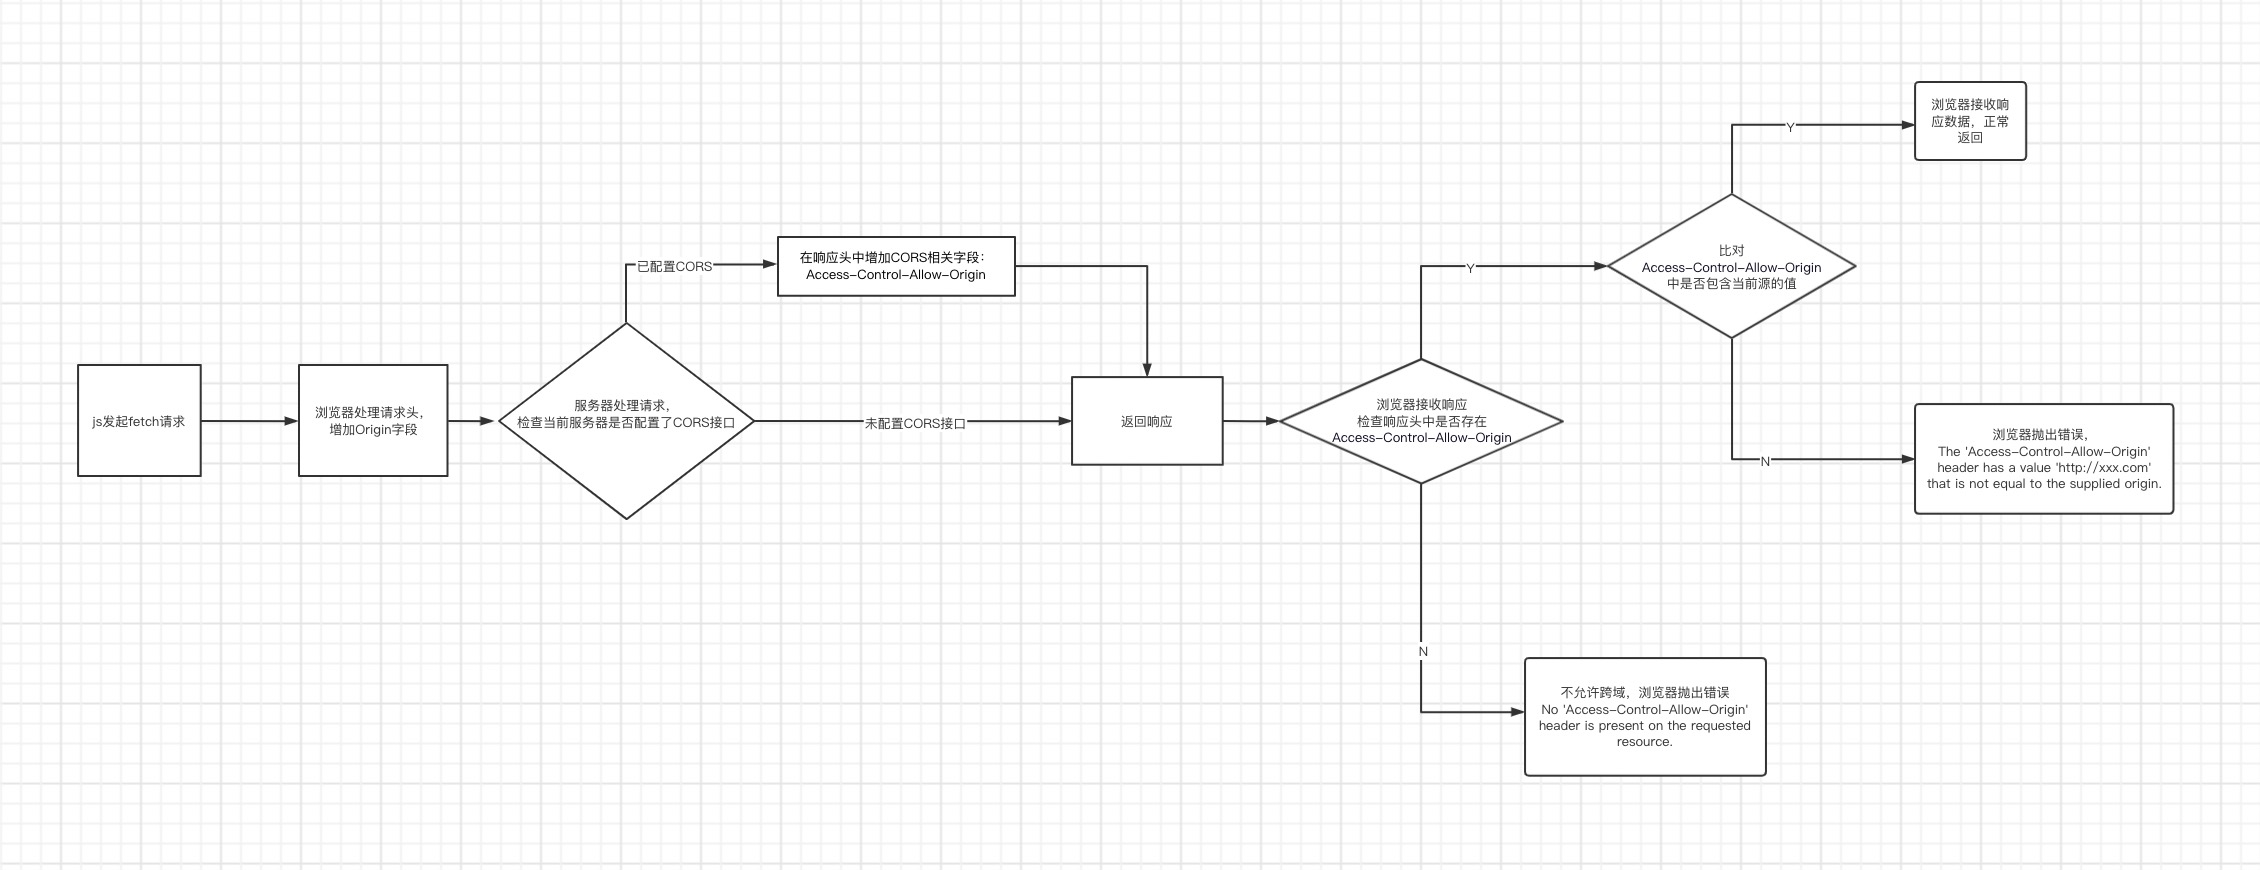 js发起fetch请求
浏览器处理请求头，
增加Origin字段
服务器处理请求，
检查当前服务器是否配置了CORS接口
已配置CORS
在响应头中增加CORS相关字段：
Access-Control-Allow-Origin
未配置CORS接口
返回响应
浏览器接收响应
检查响应头中是否存在
Access-Control-Allow-Origin
Y
比对
Access-Control-Allow-Origin
中是否包含当前源的值
Y
浏览器接收响
应数据，正常
返回
N
浏览器抛出错误，
The 'Access-Control-Allow-Origin'
header has a value 'http://xxx.com'
that is not equal to the supplied origin.
N
不允许跨域，浏览器抛出错误
No 'Access-Control-Allow-Origin'
header is present on the requested
resource.